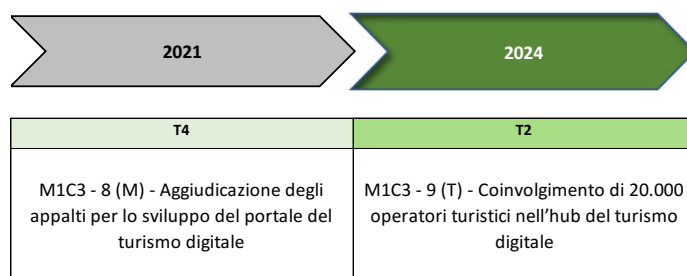 2021
2024
T4
T2
M1C3 - 8 (M) - Aggiudicazione degli
appalti per lo sviluppo del portale del
turismo digitale
M1C3 - 9 (T) - Coinvolgimento di 20.000
operatori turistici nell’hub del turismo
digitale